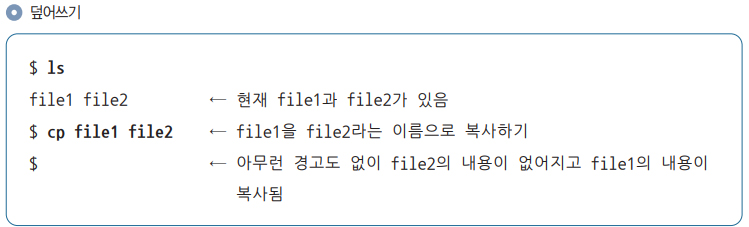 덮어쓰기
$ ls
file1 file2 ← 현재 file1과 file2가 있음
$ cp file1 file2 ← file1을 file2라는 이름으로 복사하기
$ ← 아무런 경고도 없이 file2의 내용이 없어지고 file1의 내용이
복사됨